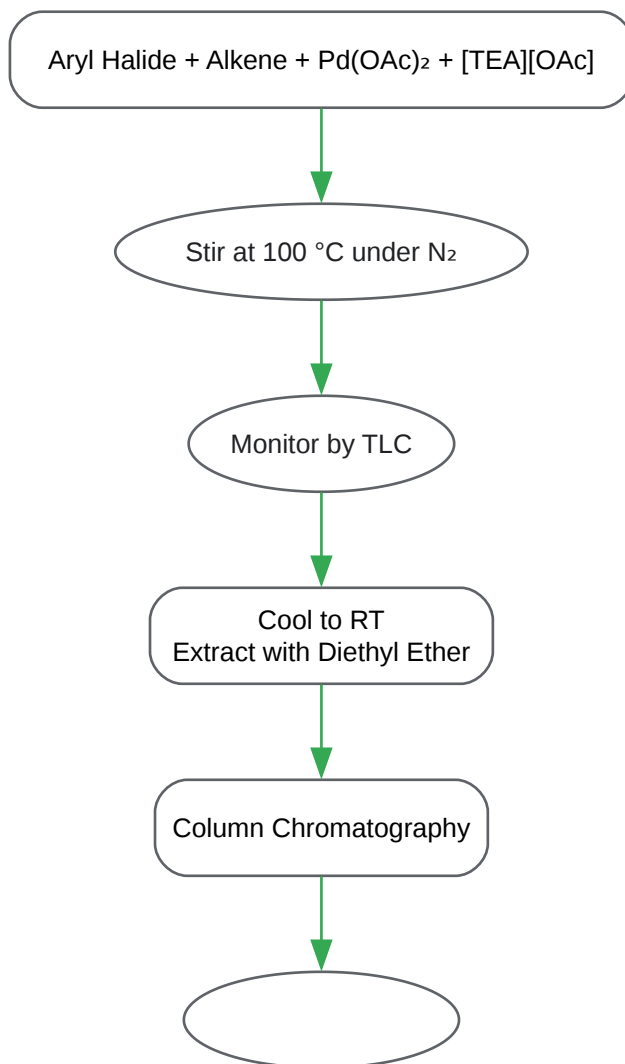 Aryl Halide + Alkene + Pd(OAc)₂ + [TEA][OAc]
Stir at 100 °C under N₂
Monitor by TLC
Cool to RT
Extract with Diethyl Ether
Column Chromatography